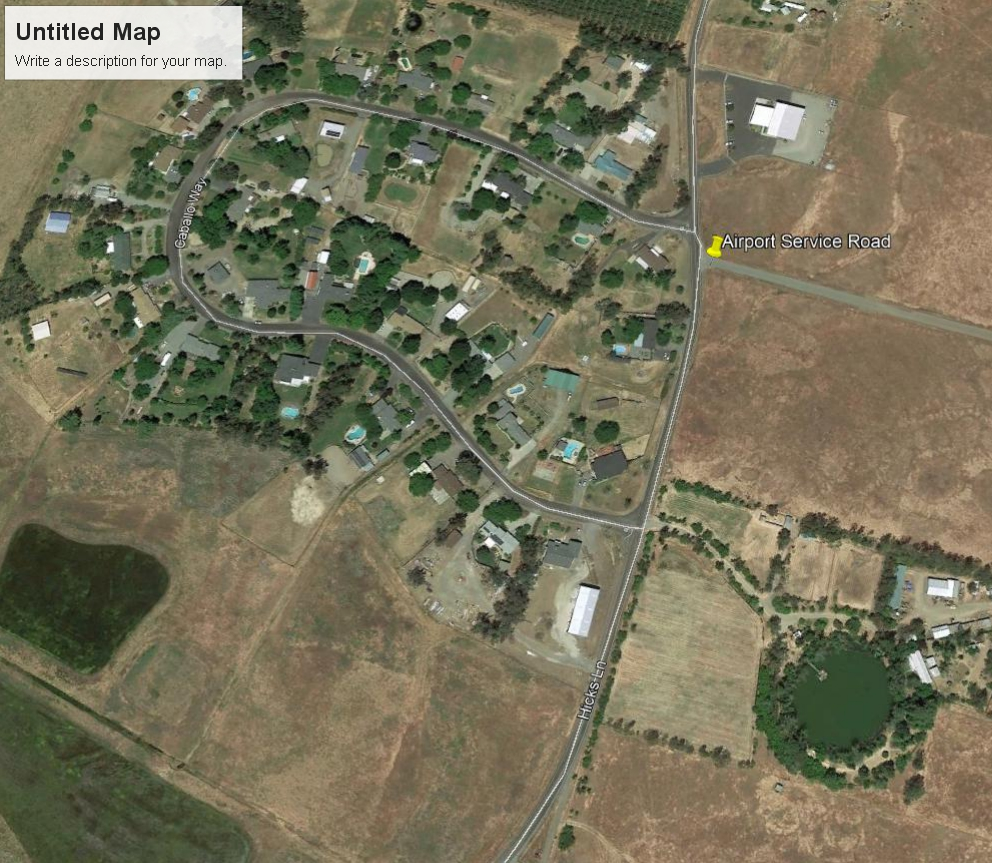 Untitled Map
Write a description for your map.
Caballo Way
Airport Service Road
Hicks Ln